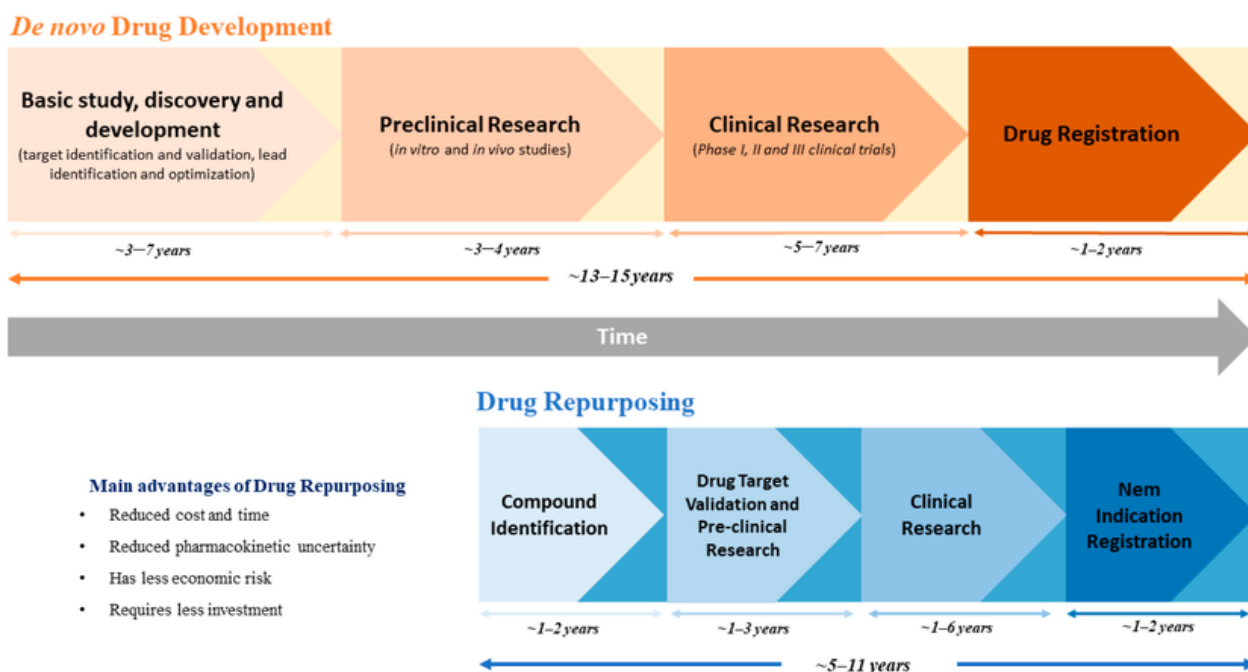 De novo Drug Development
Basic study, discovery and
development
(target identification and validation, lead
identification and optimization)
Preclinical Research
(in vitro and in vivo studies)
Clinical Research
(Phase I, II and III clinical trials)
Drug Registration
~3–7 years
~3–4 years
~5–7 years
~1–2 years
~13–15 years
Time
Drug Repurposing
Main advantages of Drug Repurposing
• Reduced cost and time
• Reduced pharmacokinetic uncertainty
• Has less economic risk
• Requires less investment
Compound
Identification
Drug Target
Validation and
Pre-clinical
Research
Clinical
Research
Nem
Indication
Registration
~1–2 years
~1–3 years
~1–6 years
~1–2 years
~5–11 years